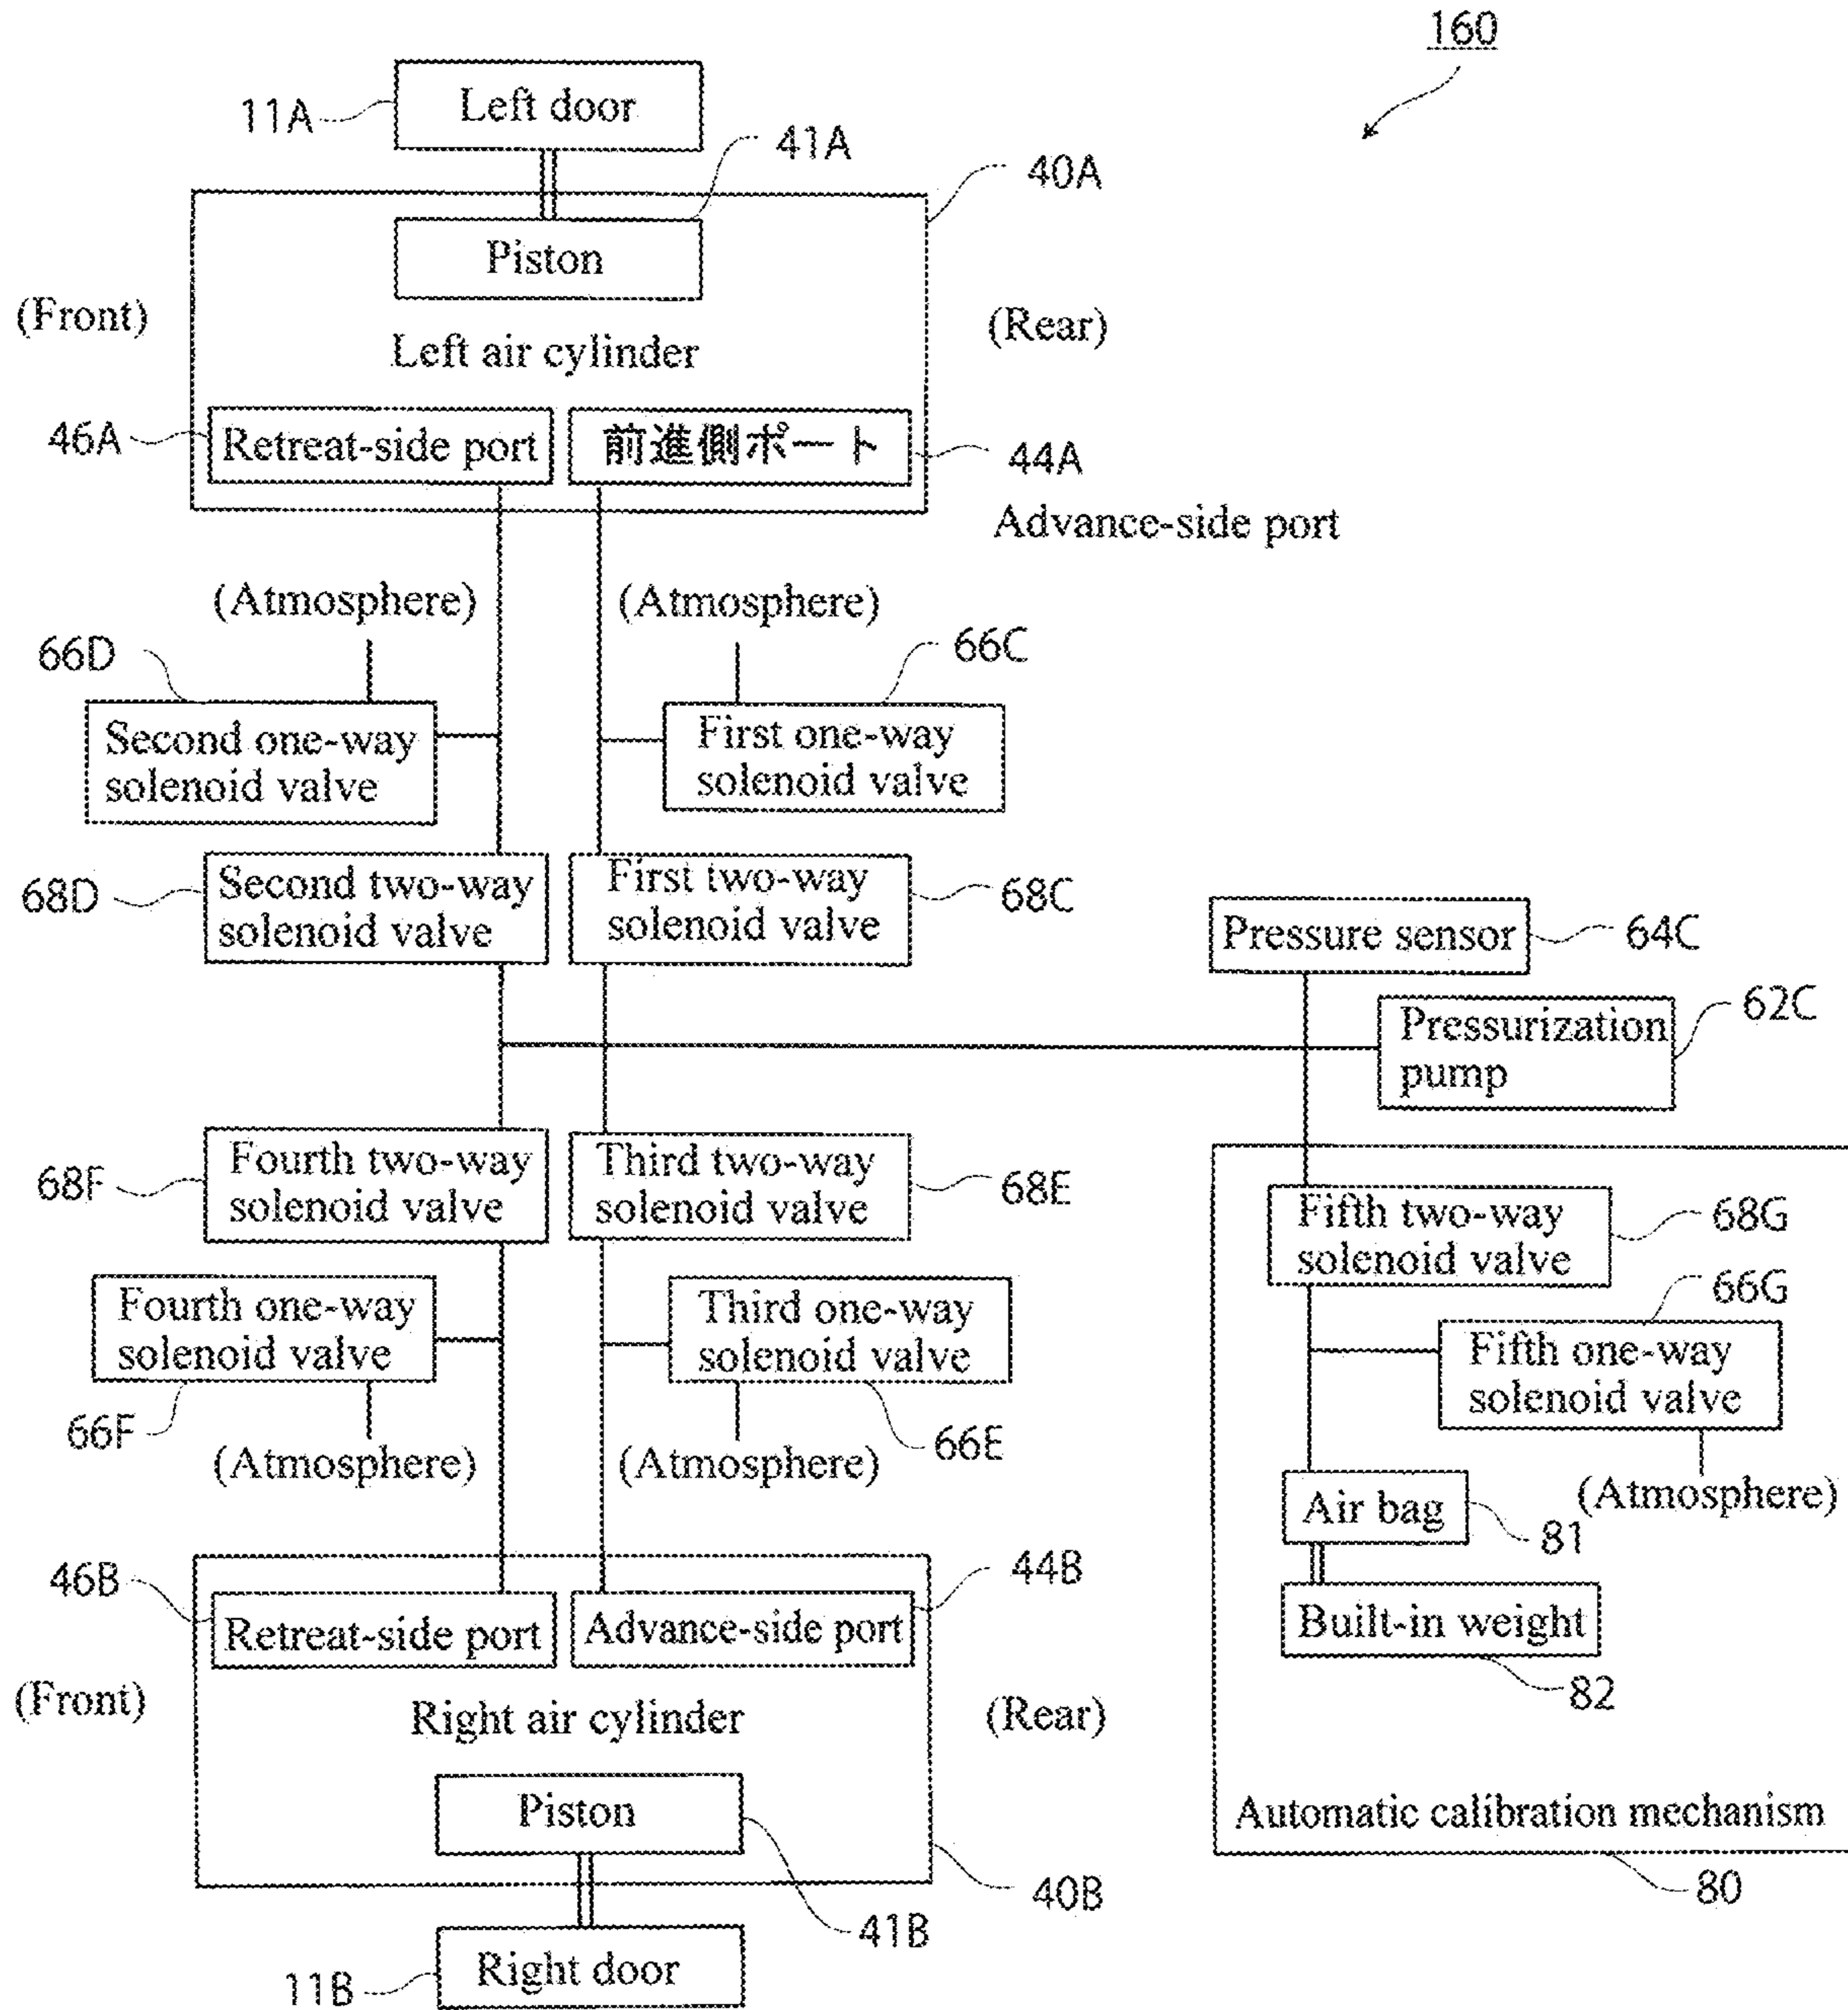 160
Left door
11A
41A
40A
Piston
(Front)
(Rear)
Left air cylinder
46A
Retreat-side port
前進側ポート
44A
Advance-side port
(Atmosphere)
(Atmosphere)
66D
66C
Second one-way
solenoid valve
First one-way
solenoid valve
68D
Second two-way
solenoid valve
First two-way
solenoid valve
68C
Pressure sensor
64C
62C
Pressurization
pump
68F
Fourth two-way
solenoid valve
Third two-way
solenoid valve
68E
Fifth two-way
solenoid valve
68G
66G
Fourth one-way
solenoid valve
Third one-way
solenoid valve
Fifth one-way
solenoid valve
66F
(Atmosphere)
(Atmosphere)
66E
Air bag
(Atmosphere)
81
46B
44B
Retreat-side port
Advance-side port
Built-in weight
82
(Front)
Right air cylinder
(Rear)
Piston
Automatic calibration mechanism
40B
80
41B
11B
Right door